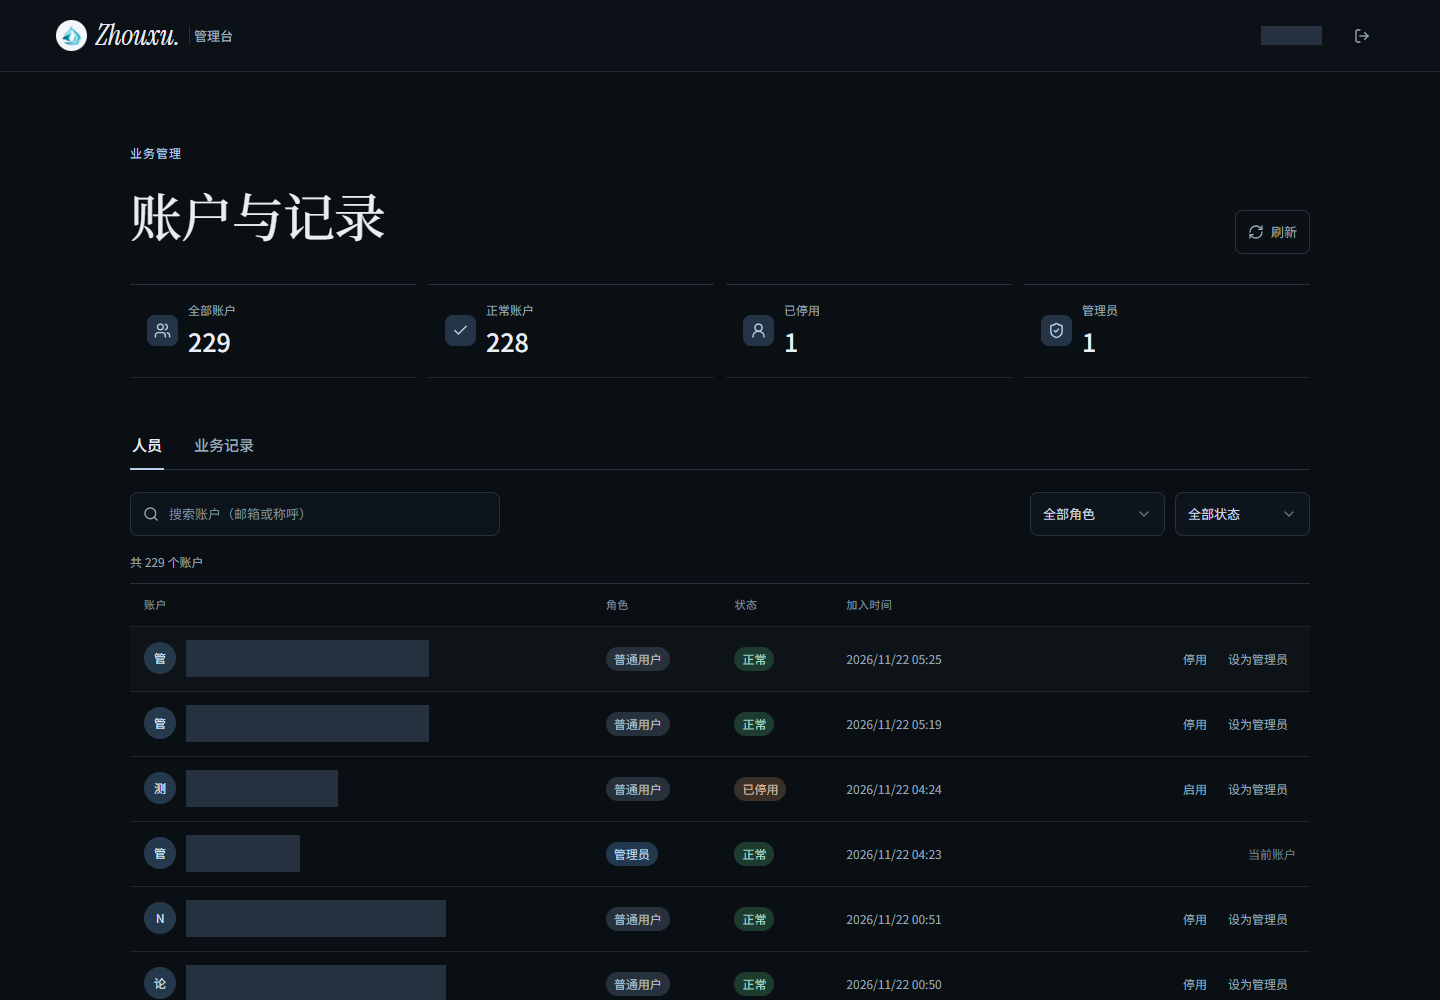 Zhouxu. 管理台
业务管理
账户与记录
刷新
全部账户
229
正常账户
228
已停用
1
管理员
1
人员 业务记录
搜索账户（邮箱或称呼）
全部角色
全部状态
共 229 个账户
账户 角色 状态 加入时间
管 普通用户 正常 2026/11/22 05:25 停用 设为管理员
管 普通用户 正常 2026/11/22 05:19 停用 设为管理员
测 普通用户 已停用 2026/11/22 04:24 启用 设为管理员
管 管理员 正常 2026/11/22 04:23 当前账户
N 普通用户 正常 2026/11/22 00:51 停用 设为管理员
论 普通用户 正常 2026/11/22 00:50 停用 设为管理员